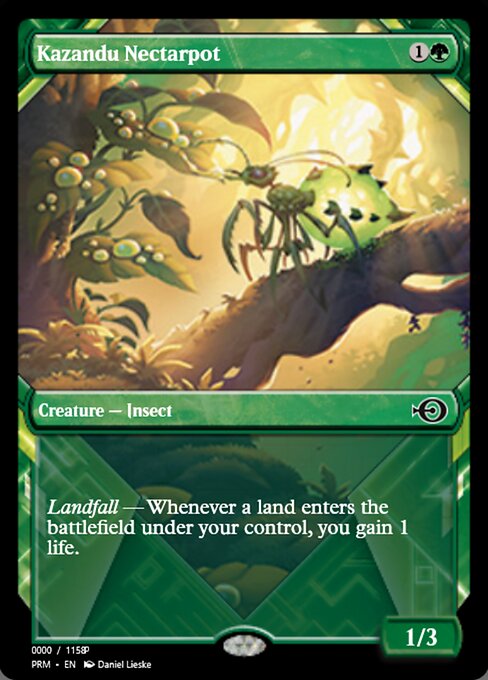 Kazandu Nectarpot 1
Creature — Insect
Landfall — Whenever a land enters the
battlefield under your control, you gain 1
life.
0000 / 1158P
PRM • EN Daniel Lieske
1/3